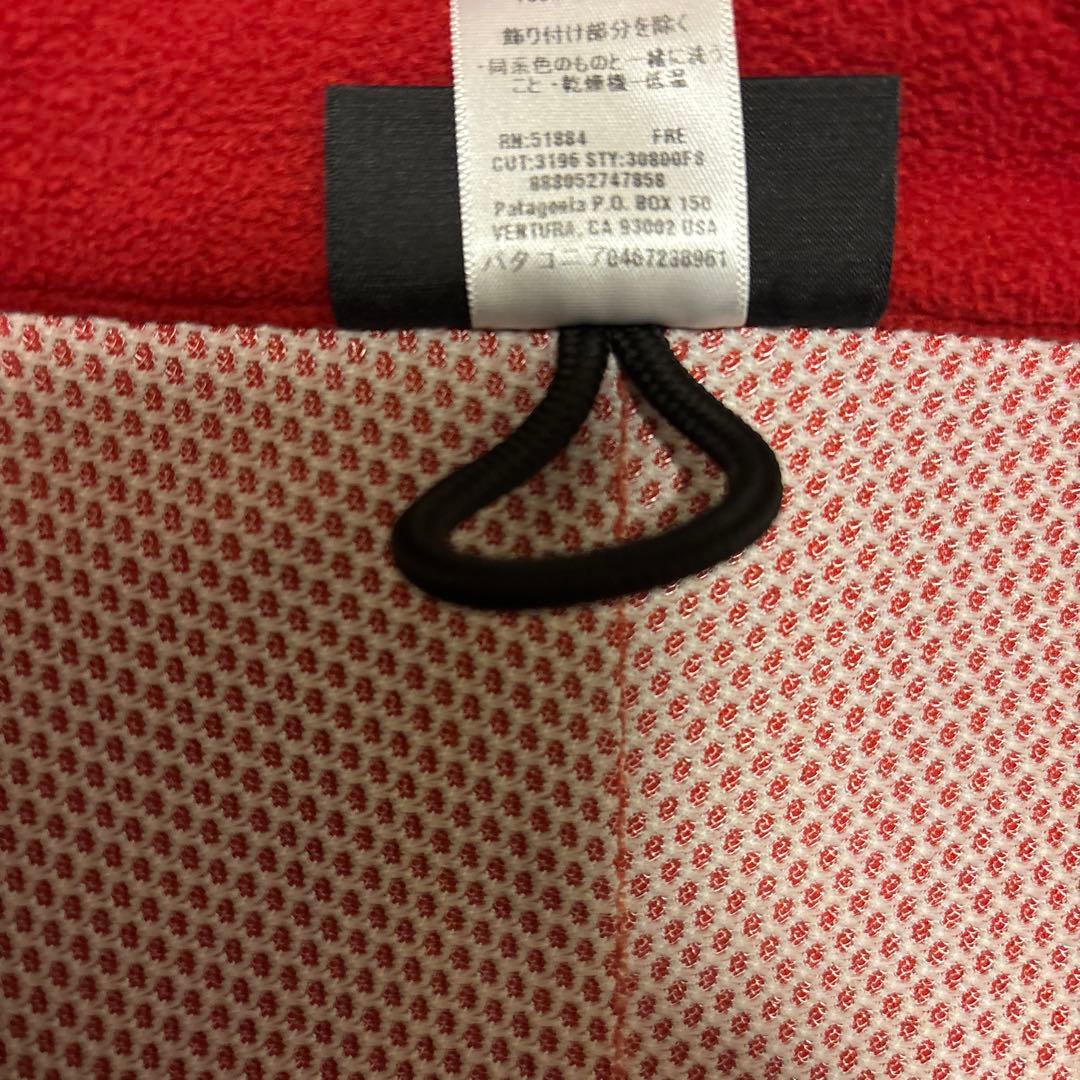 飾り付け部分を除く
・同系色のものと一緒に洗う
こと・乾燥機－低温
RN:51884 FRE
CUT:3196 STY:30800F8
888052747858
Patagonia P.O. BOX 150
VENTURA, CA 93002 USA
パタゴニア0467238961